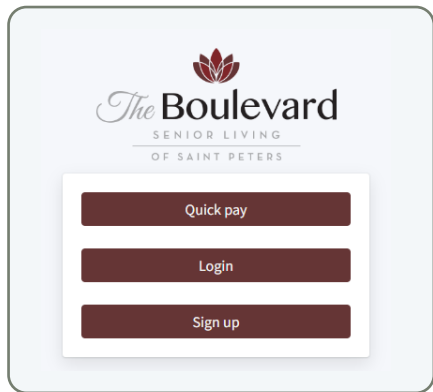 The Boulevard
SENIOR LIVING
OF SAINT PETERS
Quick pay
Login
Sign up